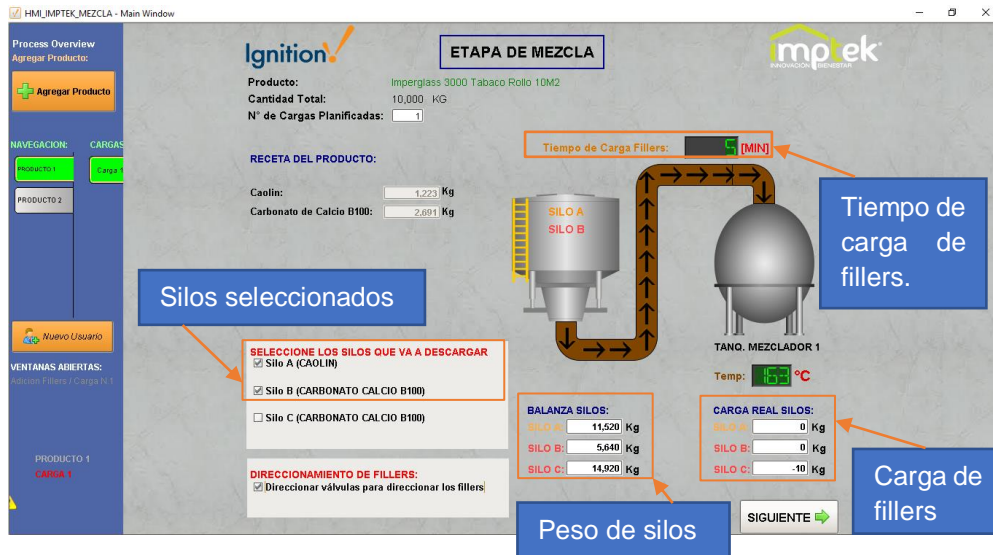 HMI_IMPTEK_MEZCLA - Main Window
Process Overview
Agregar Producto:
Agregar Producto
NAVEGACION: CARGAS
PRODUCTO 1
Carga 1
PRODUCTO 2
Nuevo Usuario
VENTANAS ABIERTAS:
Adicion Fillers / Carga N.1
PRODUCTO 1
CARGA 1
Ignition
ETAPA DE MEZCLA
imptek
INNOVACIÓN BIENESTAR
Producto: Imperglass 3000 Tabaco Rollo 10M2
Cantidad Total: 10,000 KG
N° de Cargas Planificadas: 1
RECETA DEL PRODUCTO:
Caolin: 1,223 Kg
Carbonato de Calcio B100: 2,691 Kg
Tiempo de Carga Fillers: 5 [MIN]
SILO A
SILO B
Tiempo de
carga de
fillers.
Silos seleccionados
SELECCIONE LOS SILOS QUE VA A DESCARGAR
Silo A (CAOLIN)
Silo B (CARBONATO CALCIO B100)
Silo C (CARBONATO CALCIO B100)
DIRECCIONAMIENTO DE FILLERS:
Direccionar válvulas para direccionar los fillers
TANQ. MEZCLADOR 1
Temp: 163 °C
BALANZA SILOS:
SILO A: 11,520 Kg
SILO B: 5,640 Kg
SILO C: 14,920 Kg
CARGA REAL SILOS:
SILO A: 0 Kg
SILO B: 0 Kg
SILO C: -10 Kg
Peso de silos
Carga de
fillers
SIGUIENTE